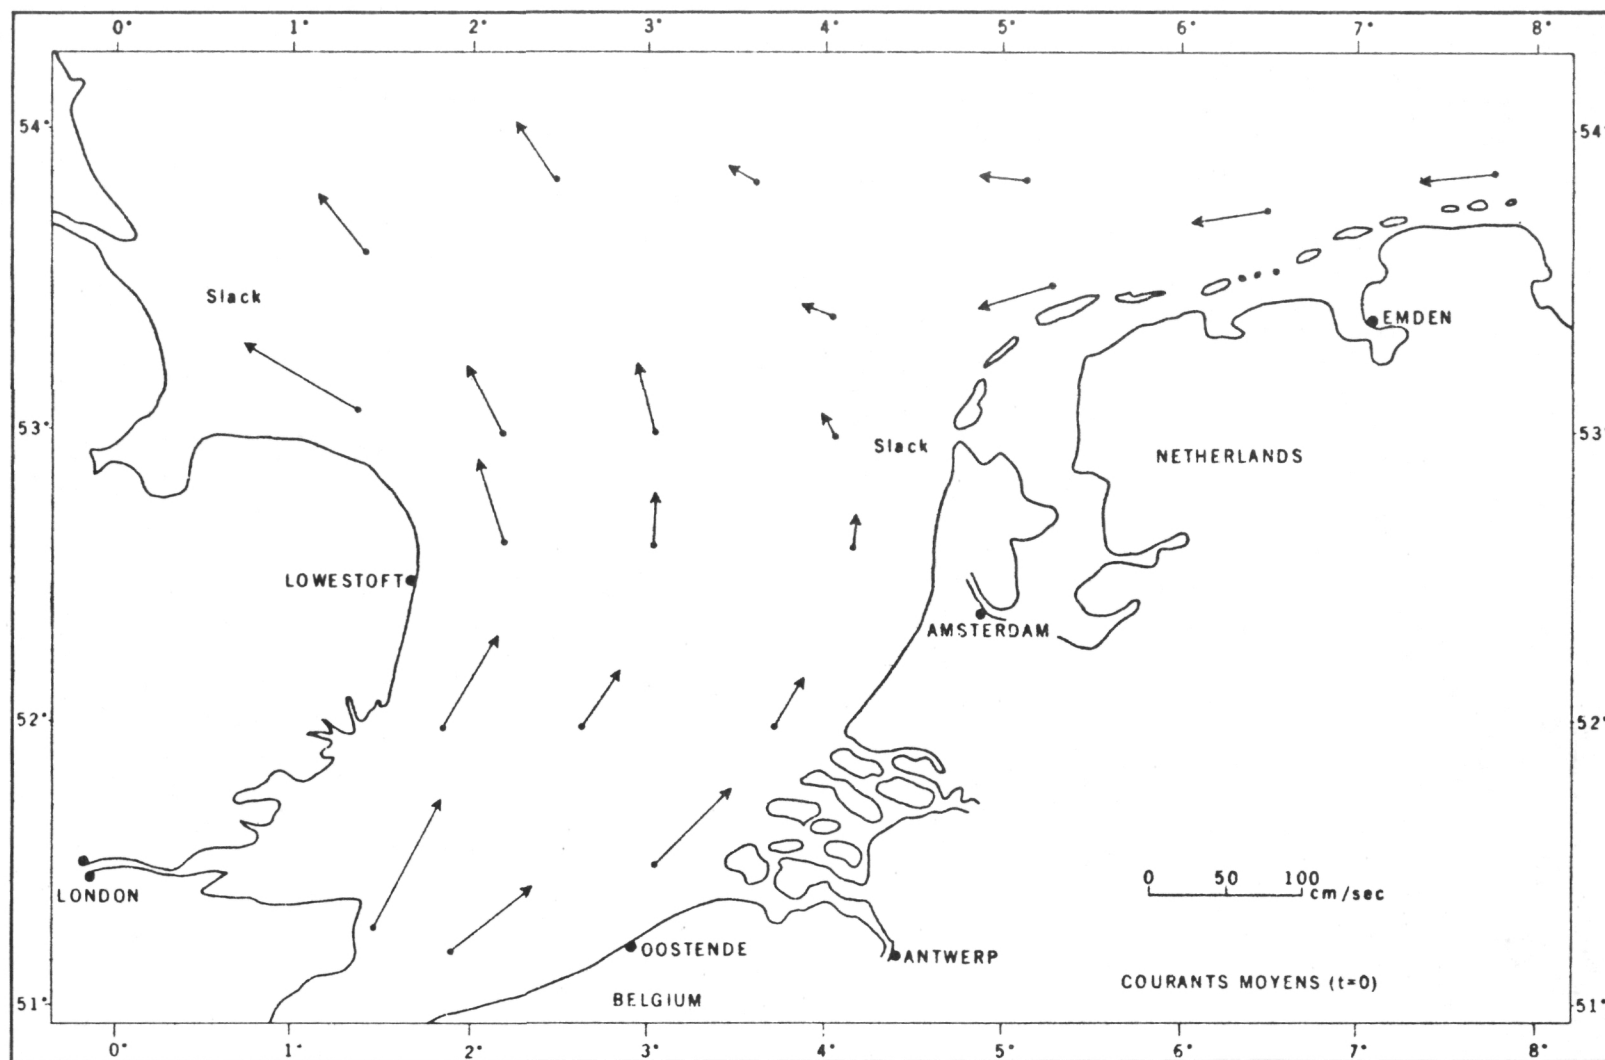 0° 1° 2° 3° 4° 5° 6° 7° 8°
54° 54°
Slack
EMDEN
53° Slack 53°
NETHERLANDS
LOWESTOFT
AMSTERDAM
52° 52°
0 50 100
cm/sec
LONDON
OOSTENDE
ANTWERP
COURANTS MOYENS (t=0)
BELGIUM
51° 51°
0° 1° 2° 3° 4° 5° 6° 7° 8°